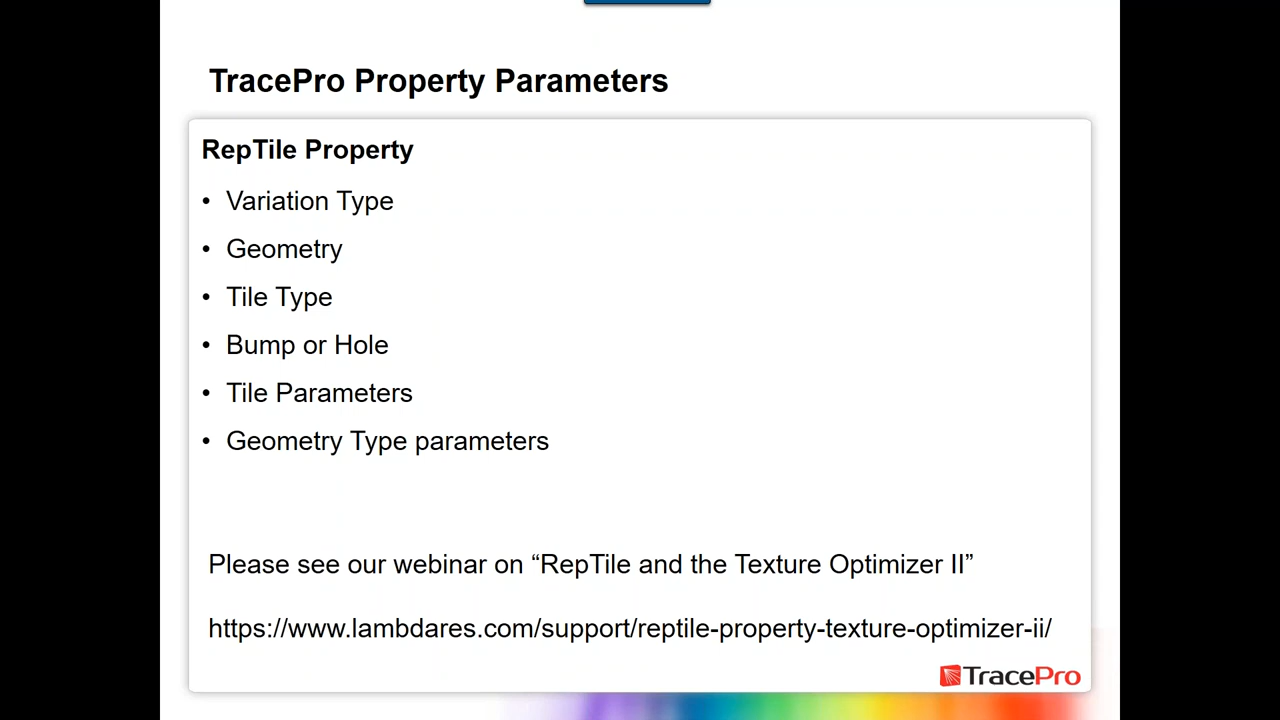 TracePro Property Parameters
RepTile Property
• Variation Type
• Geometry
• Tile Type
• Bump or Hole
• Tile Parameters
• Geometry Type parameters
Please see our webinar on “RepTile and the Texture Optimizer II”
https://www.lambdares.com/support/reptile-property-texture-optimizer-ii/
TracePro